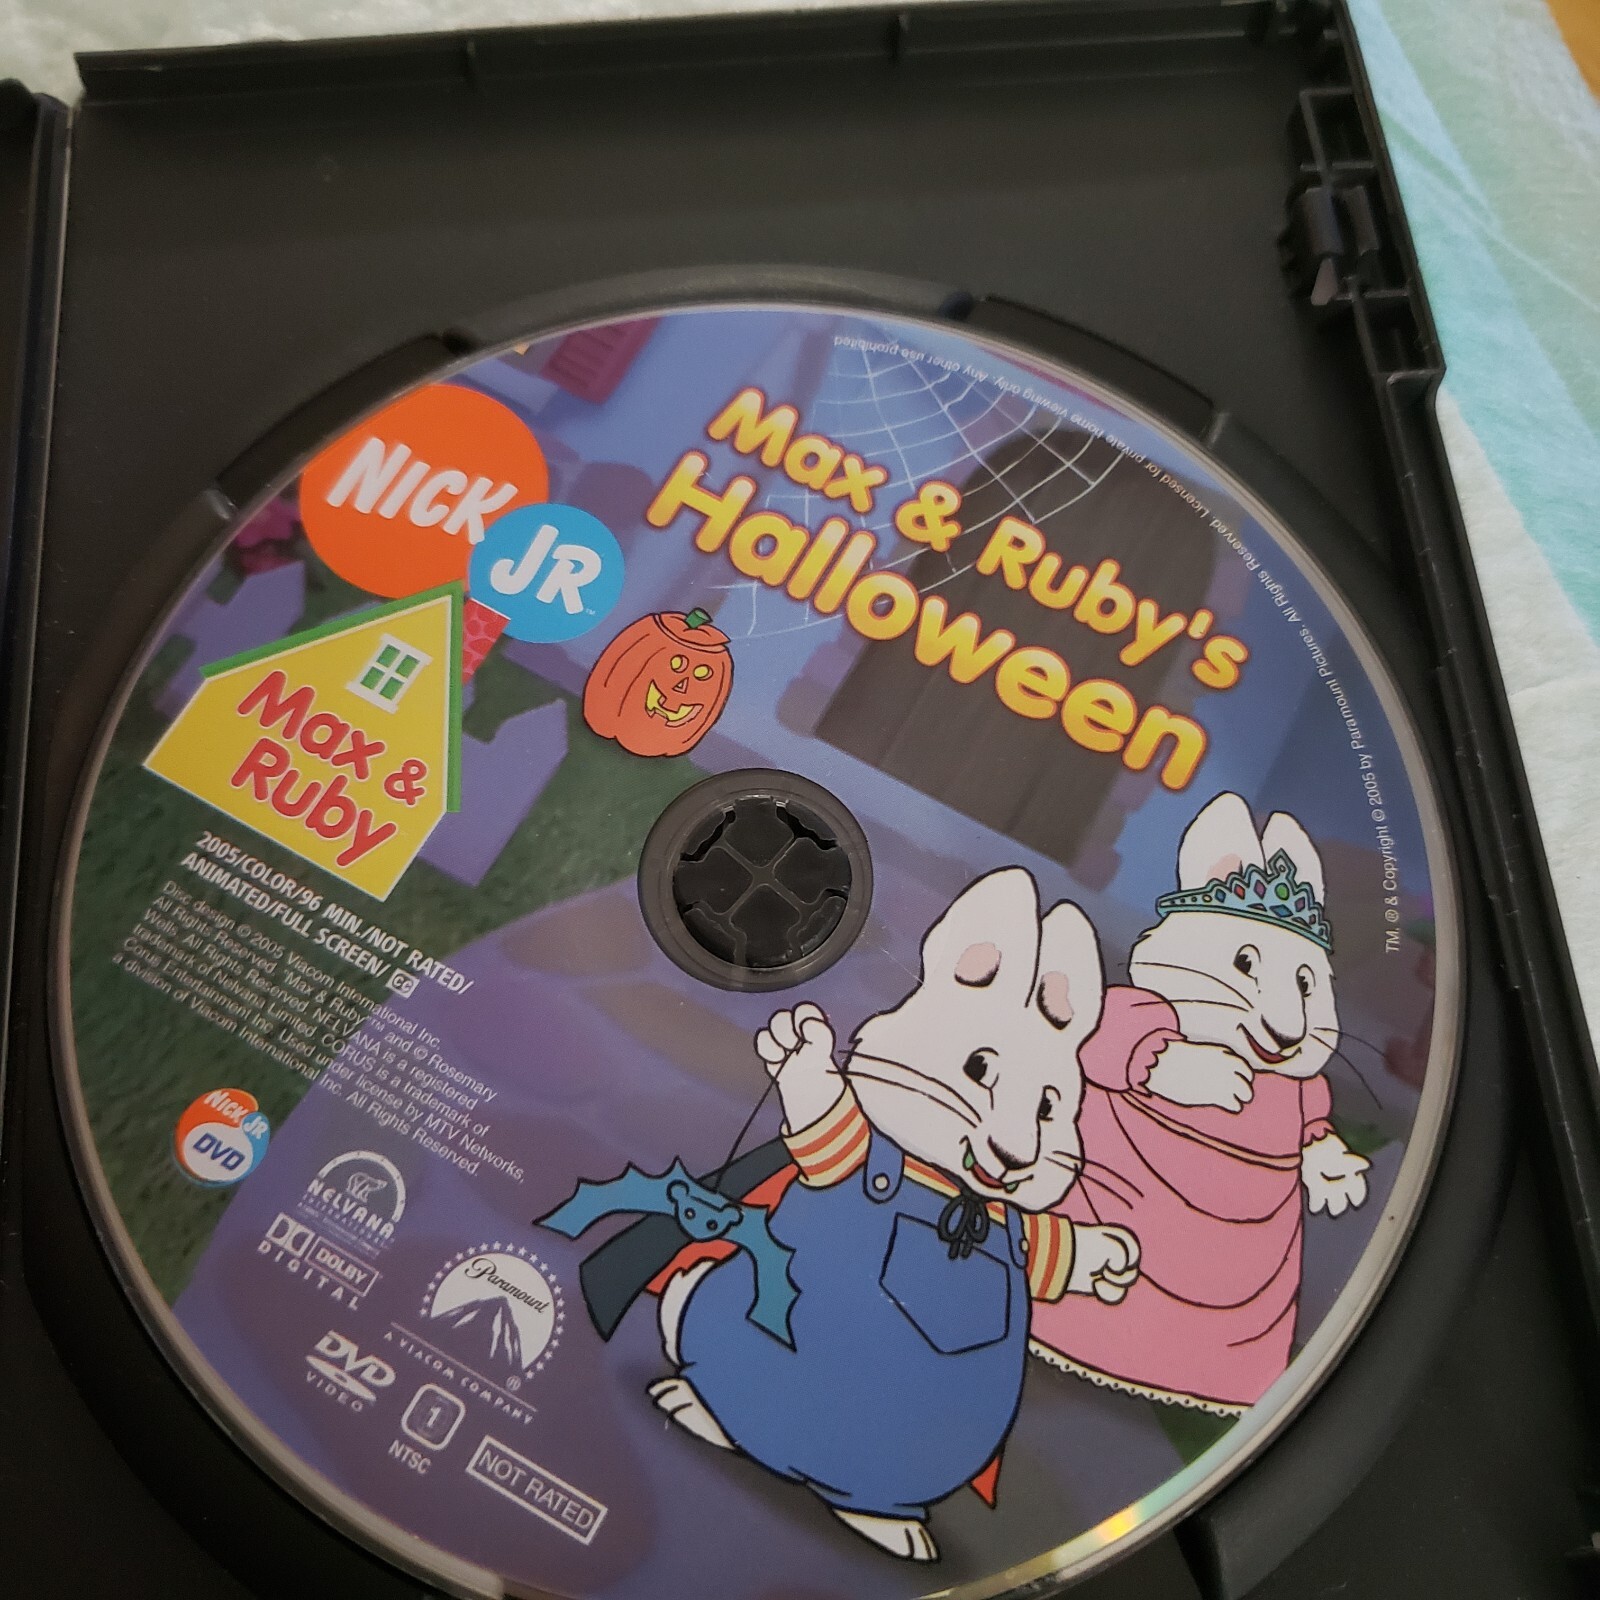 Max & Ruby's
Halloween
NICK
JR
™
Max &
Ruby
2005/COLOR/96 MIN./NOT RATED/
ANIMATED/FULL SCREEN/ CC
Disc design © 2005 Viacom International Inc.
All Rights Reserved. "Max & Ruby"™ and © Rosemary
Wells. All Rights Reserved. NELVANA is a registered
trademark of Nelvana Limited. CORUS is a trademark of
Corus Entertainment Inc. Used under license by MTV Networks,
a division of Viacom International Inc. All Rights Reserved.
NICK JR
DVD
NELVANA
INTERNATIONAL
DOLBY
DIGITAL
Paramount
®
A VIACOM COMPANY
DVD
VIDEO
1
NTSC
NOT RATED
TM, ® & Copyright © 2005 by Paramount Pictures. All Rights Reserved. Licensed for private home viewing only. Any other use prohibited